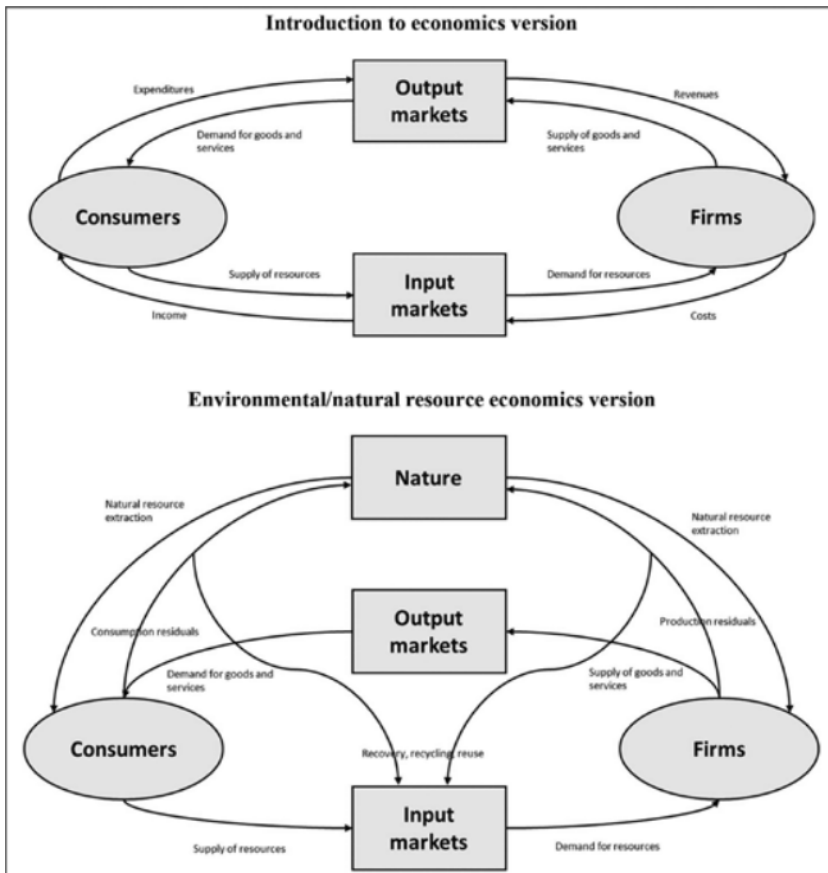 Introduction to economics version
Expenditures
Output
markets
Revenues
Demand for goods and
services
Supply of goods and
services
Consumers
Firms
Supply of resources
Input
markets
Demand for resources
Income
Costs
Environmental/natural resource economics version
Nature
Natural resource
extraction
Natural resource
extraction
Output
markets
Consumption residuals
Production residuals
Demand for goods and
services
Supply of goods and
services
Consumers
Firms
Recovery, recycling, reuse
Input
markets
Supply of resources
Demand for resources